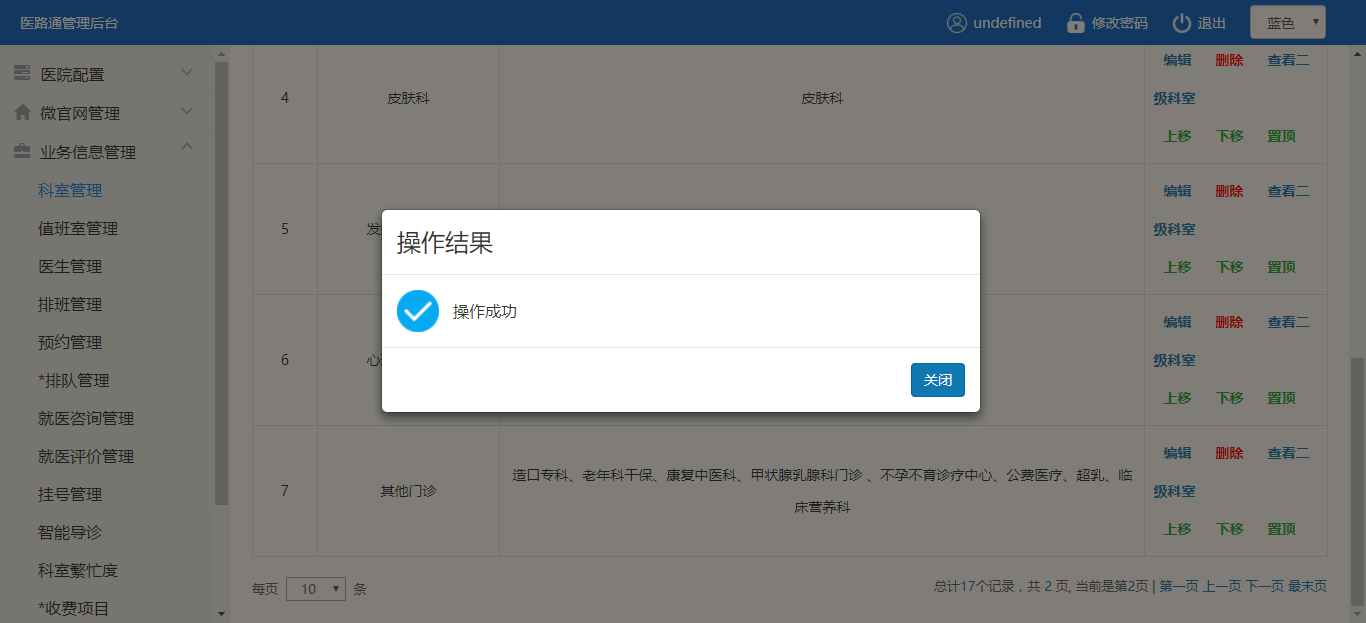 医路通管理后台
undefined
修改密码
退出
蓝色
医院配置
微官网管理
业务信息管理
科室管理
值班室管理
医生管理
排班管理
预约管理
*排队管理
就医咨询管理
就医评价管理
挂号管理
智能导诊
科室繁忙度
*收费项目
4
皮肤科
皮肤科
编辑 删除 查看二
级科室
上移 下移 置顶
5
编辑 删除 查看二
级科室
上移 下移 置顶
6
编辑 删除 查看二
级科室
上移 下移 置顶
操作结果
操作成功
关闭
7
其他门诊
造口专科、老年科干保、康复中医科、甲状腺乳腺科门诊 、不孕不育诊疗中心、公费医疗、超乳、临
床营养科
编辑 删除 查看二
级科室
上移 下移 置顶
每页 10 条
总计17个记录，共 2 页, 当前是第2页 | 第一页 上一页 下一页 最末页